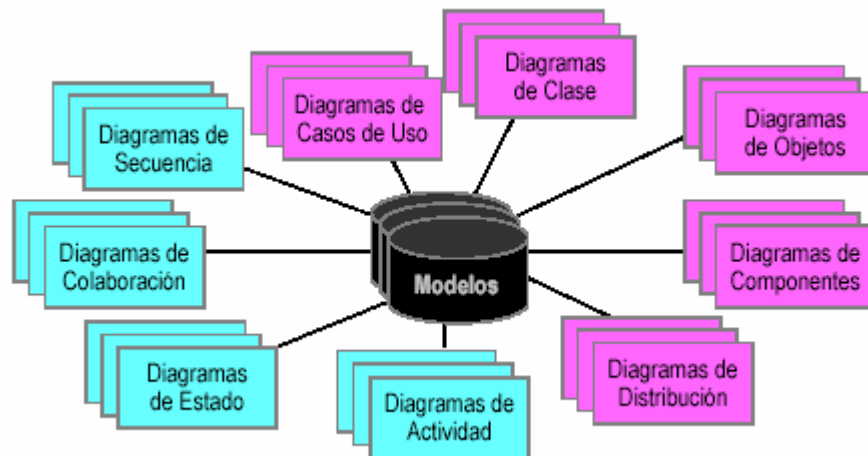 Diagramas
de Clase
Diagramas de
Casos de Uso
Diagramas de
Secuencia
Diagramas
de Objetos
Diagramas de
Colaboración
Modelos
Diagramas de
Componentes
Diagramas
de Estado
Diagramas de
Actividad
Diagramas de
Distribución